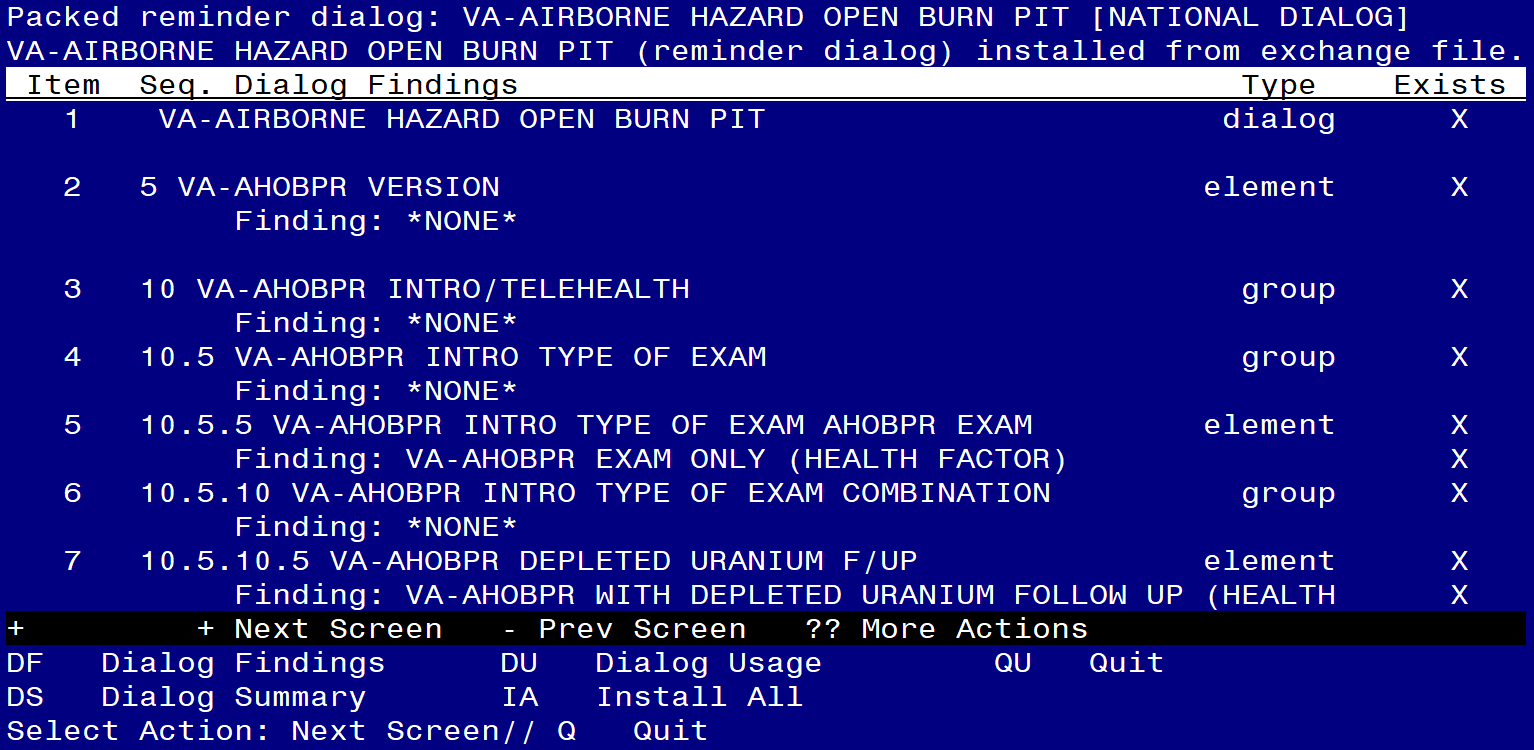 Packed reminder dialog: VA-AIRBORNE HAZARD OPEN BURN PIT [NATIONAL DIALOG]
VA-AIRBORNE HAZARD OPEN BURN PIT (reminder dialog) installed from exchange file.
Item Seq. Dialog Findings Type Exists
1 VA-AIRBORNE HAZARD OPEN BURN PIT dialog X
2 5 VA-AHOBPR VERSION element X
Finding: *NONE*
3 10 VA-AHOBPR INTRO/TELEHEALTH group X
Finding: *NONE*
4 10.5 VA-AHOBPR INTRO TYPE OF EXAM group X
Finding: *NONE*
5 10.5.5 VA-AHOBPR INTRO TYPE OF EXAM AHOBPR EXAM element X
Finding: VA-AHOBPR EXAM ONLY (HEALTH FACTOR) X
6 10.5.10 VA-AHOBPR INTRO TYPE OF EXAM COMBINATION group X
Finding: *NONE*
7 10.5.10.5 VA-AHOBPR DEPLETED URANIUM F/UP element X
Finding: VA-AHOBPR WITH DEPLETED URANIUM FOLLOW UP (HEALTH X
+ + Next Screen - Prev Screen ?? More Actions
DF Dialog Findings DU Dialog Usage QU Quit
DS Dialog Summary IA Install All
Select Action: Next Screen// Q Quit